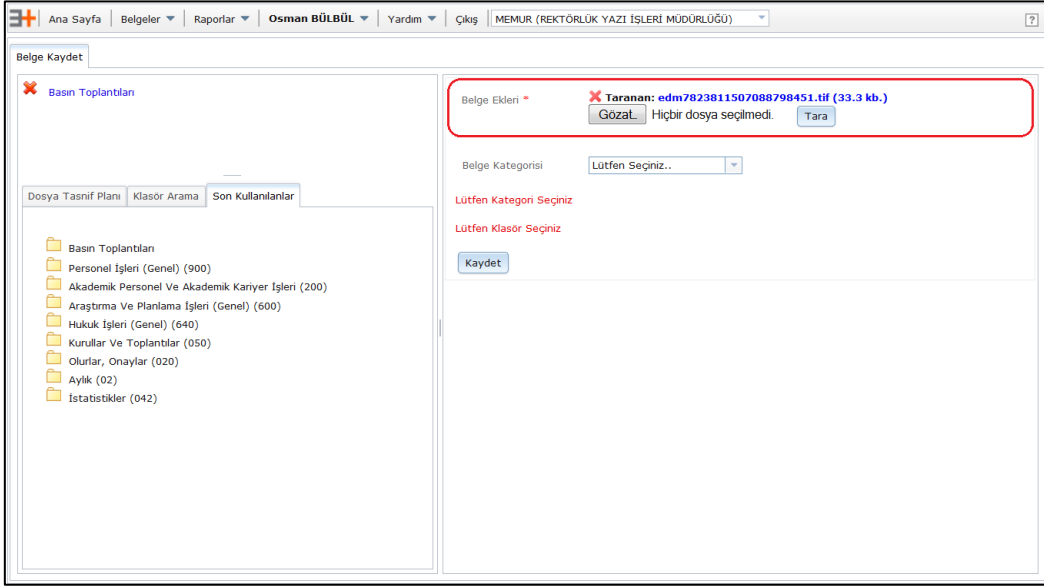 Ana Sayfa Belgeler Raporlar Osman BÜLBÜL Yardım Çıkış MEMUR (REKTÖRLÜK YAZI İŞLERİ MÜDÜRLÜĞÜ) ?
Belge Kaydet
Basın Toplantıları
Dosya Tasnif Planı Klasör Arama Son Kullanılanlar
Basın Toplantıları
Personel İşleri (Genel) (900)
Akademik Personel Ve Akademik Kariyer İşleri (200)
Araştırma Ve Planlama İşleri (Genel) (600)
Hukuk İşleri (Genel) (640)
Kurullar Ve Toplantılar (050)
Olurlar, Onaylar (020)
Aylık (02)
İstatistikler (042)
Belge Ekleri * Taranan: edm7823811507088798451.tif (33.3 kb.)
Gözat.. Hiçbir dosya seçilmedi. Tara
Belge Kategorisi Lütfen Seçiniz..
Lütfen Kategori Seçiniz
Lütfen Klasör Seçiniz
Kaydet